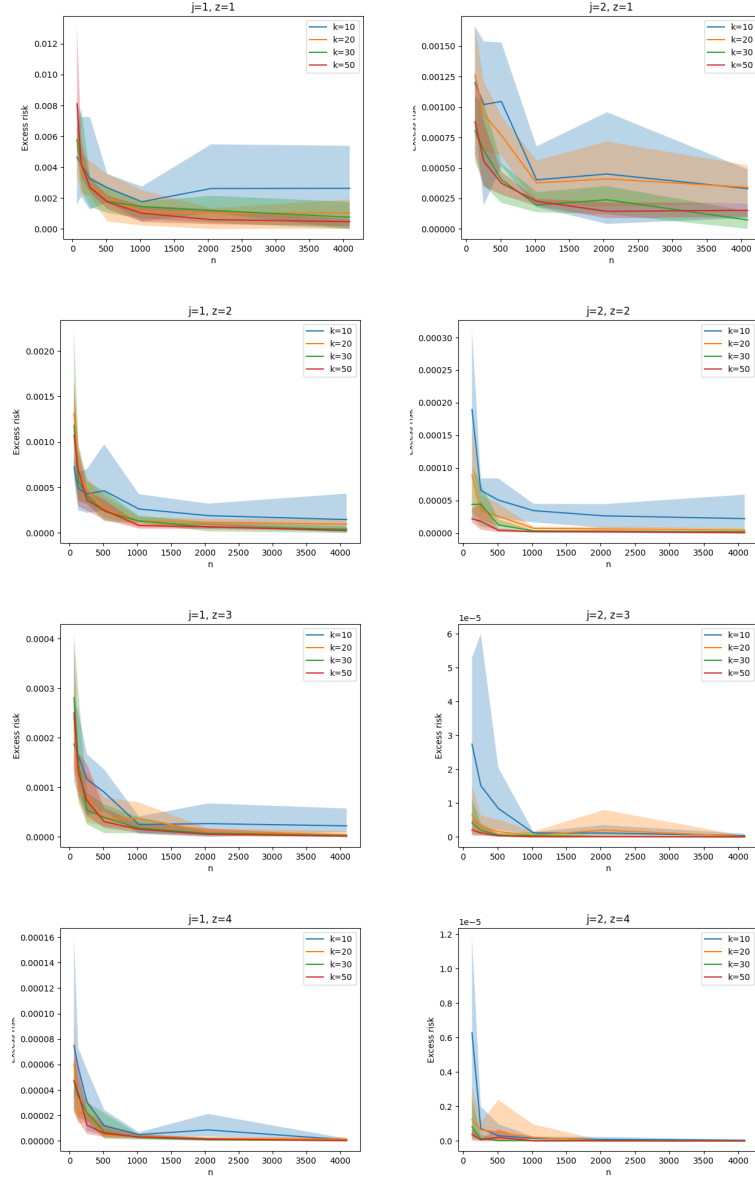 j=1, z=1
Excess risk
0.012
0.010
0.008
0.006
0.004
0.002
0.000
0 500 1000 1500 2000 2500 3000 3500 4000
n
k=10
k=20
k=30
k=50
j=2, z=1
Excess risk
0.00150
0.00125
0.00100
0.00075
0.00050
0.00025
0.00000
0 500 1000 1500 2000 2500 3000 3500 4000
n
k=10
k=20
k=30
k=50
j=1, z=2
Excess risk
0.0020
0.0015
0.0010
0.0005
0.0000
0 500 1000 1500 2000 2500 3000 3500 4000
n
k=10
k=20
k=30
k=50
j=2, z=2
Excess risk
0.00030
0.00025
0.00020
0.00015
0.00010
0.00005
0.00000
0 500 1000 1500 2000 2500 3000 3500 4000
n
k=10
k=20
k=30
k=50
j=1, z=3
Excess risk
0.0004
0.0003
0.0002
0.0001
0.0000
0 500 1000 1500 2000 2500 3000 3500 4000
n
k=10
k=20
k=30
k=50
j=2, z=3
1e-5
Excess risk
6
5
4
3
2
1
0
0 500 1000 1500 2000 2500 3000 3500 4000
n
k=10
k=20
k=30
k=50
j=1, z=4
Excess risk
0.00016
0.00014
0.00012
0.00010
0.00008
0.00006
0.00004
0.00002
0.00000
0 500 1000 1500 2000 2500 3000 3500 4000
n
k=10
k=20
k=30
k=50
j=2, z=4
1e-5
Excess risk
1.2
1.0
0.8
0.6
0.4
0.2
0.0
0 500 1000 1500 2000 2500 3000 3500 4000
n
k=10
k=20
k=30
k=50